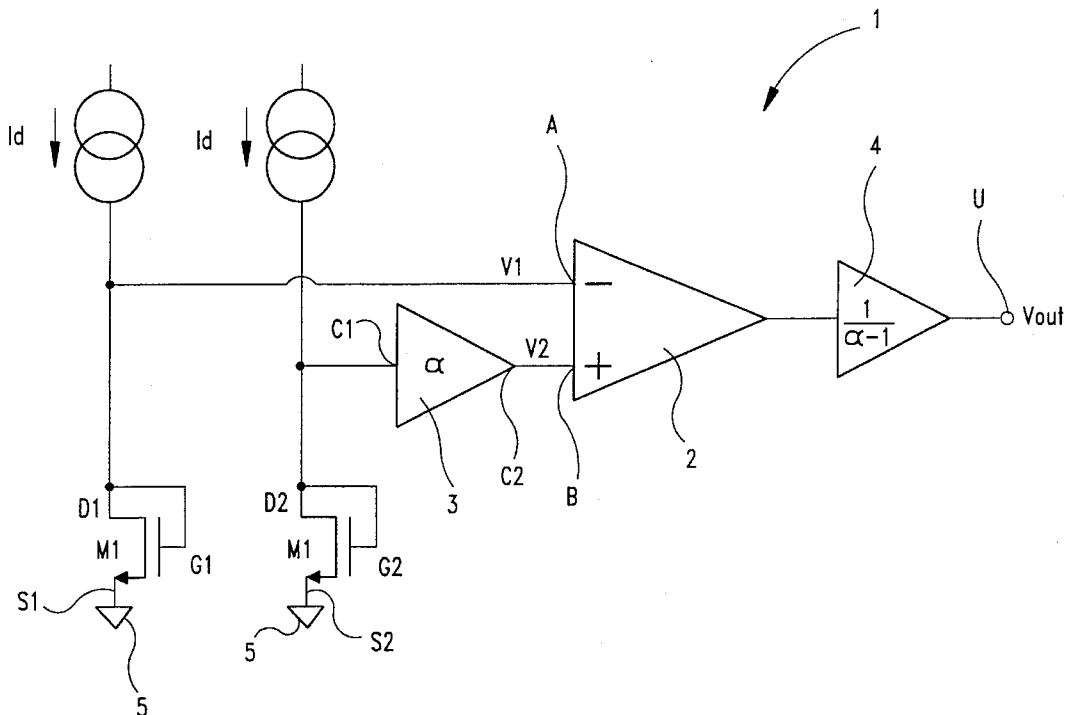 1
Id
Id
A
4
U
V1
−
1
α-1
Vout
C1
α
V2
+
3
C2
B
2
D1
M1
G1
S1
5
D2
M1
G2
5
S2